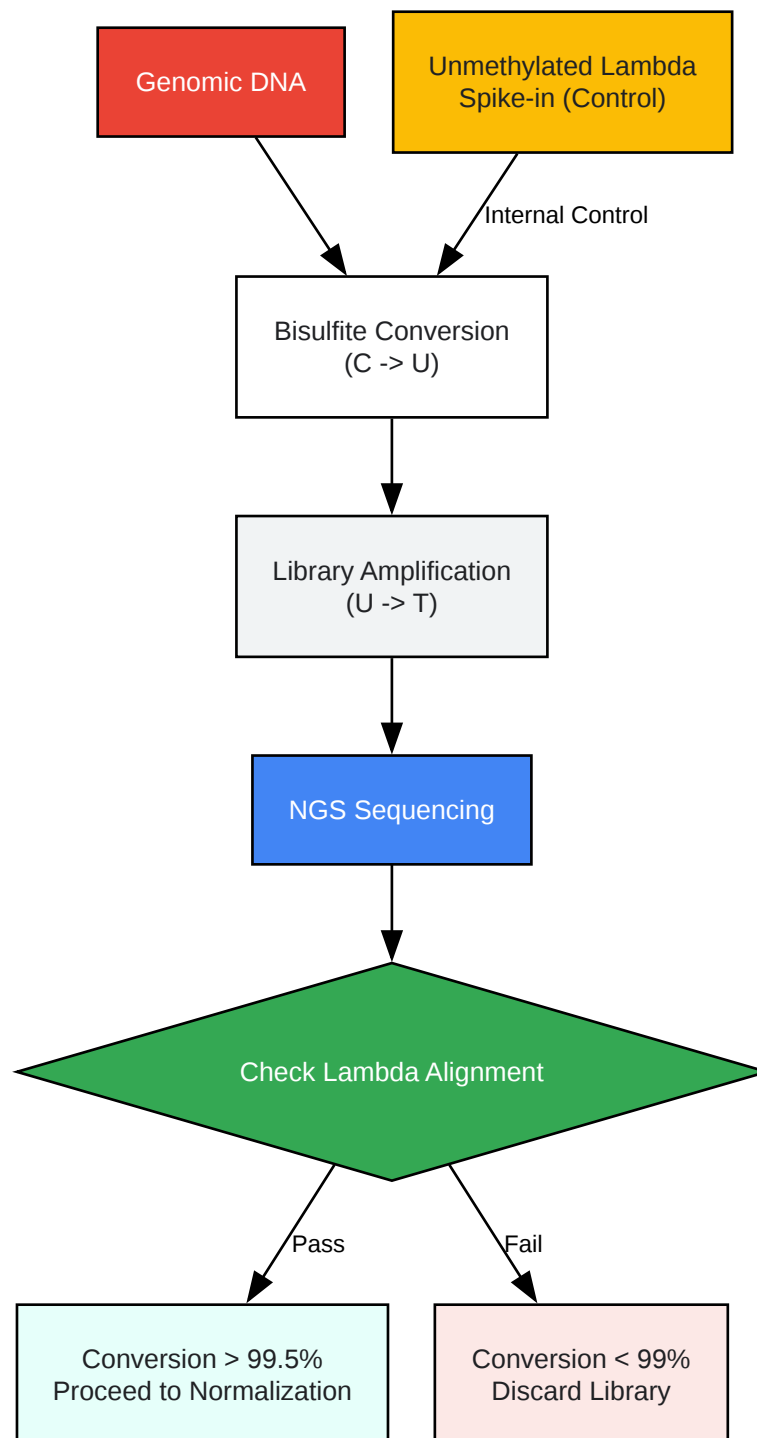 Genomic DNA
Unmethylated Lambda
Spike-in (Control)
Internal Control
Bisulfite Conversion
(C -> U)
Library Amplification
(U -> T)
NGS Sequencing
Check Lambda Alignment
Pass
Fail
Conversion > 99.5%
Proceed to Normalization
Conversion < 99%
Discard Library